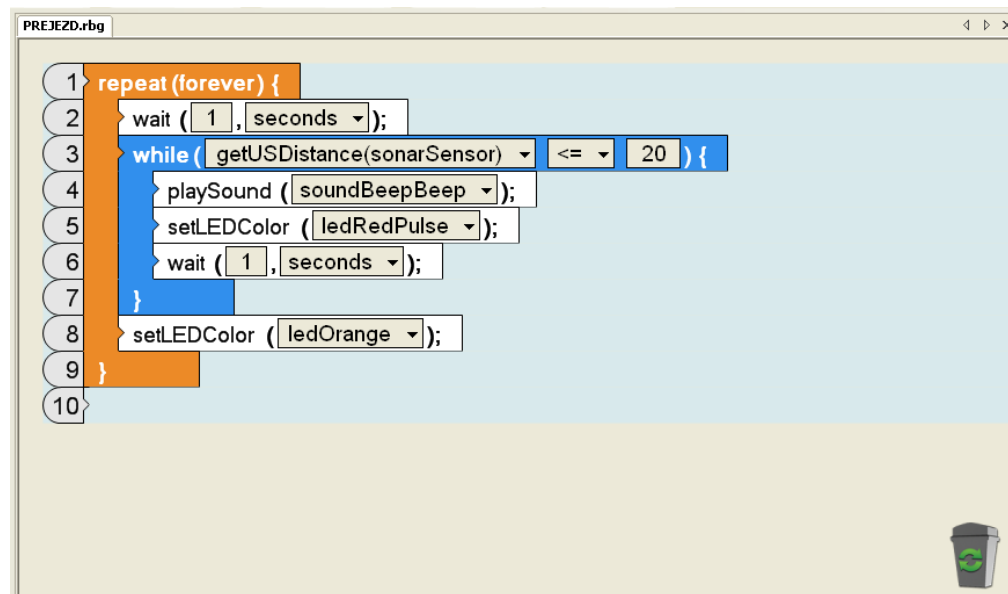 PREJEZD.rbg
1 repeat (forever) {
2 wait ( 1 , seconds );
3 while ( getUSDistance(sonarSensor) <= 20 ) {
4 playSound ( soundBeepBeep );
5 setLEDColor ( ledRedPulse );
6 wait ( 1 , seconds );
7 }
8 setLEDColor ( ledOrange );
9 }
10